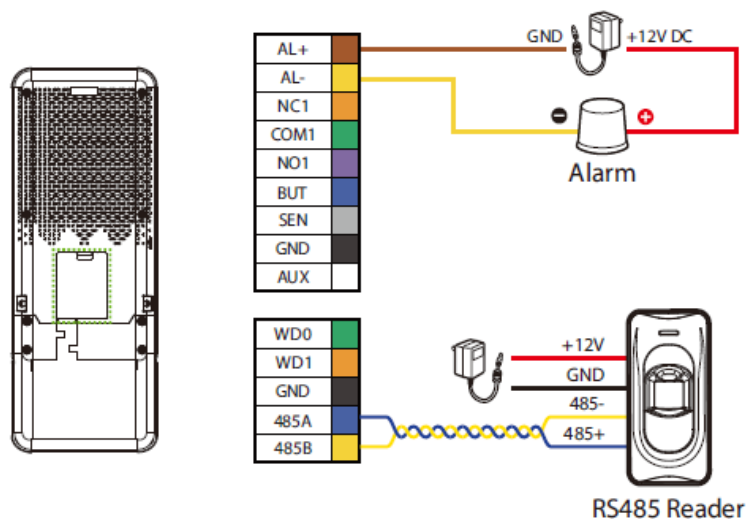 AL+
AL-
NC1
COM1
NO1
BUT
SEN
GND
AUX
GND
+12V DC
Alarm
WD0
WD1
GND
485A
485B
+12V
GND
485-
485+
RS485 Reader